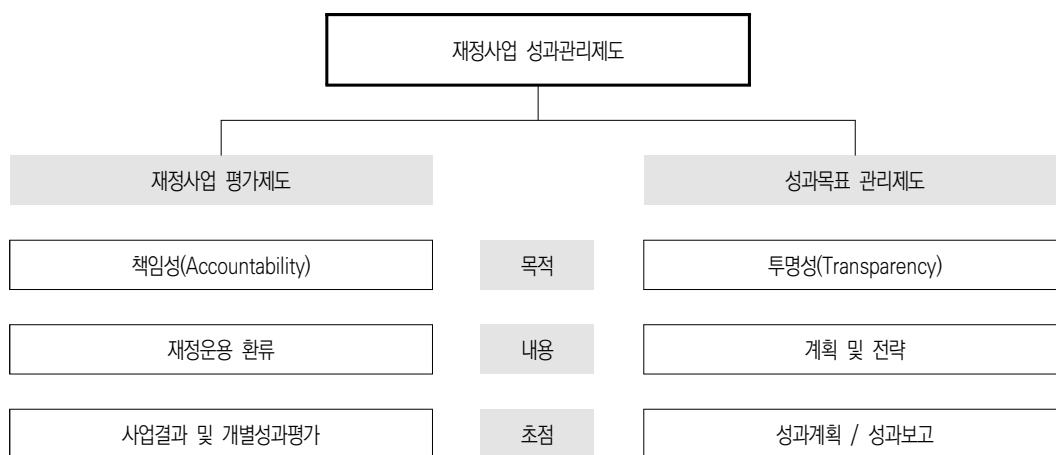 재정사업 성과관리제도
재정사업 평가제도
성과목표 관리제도
책임성(Accountability)
목적
투명성(Transparency)
재정운용 환류
내용
계획 및 전략
사업결과 및 개별성과평가
초점
성과계획 / 성과보고